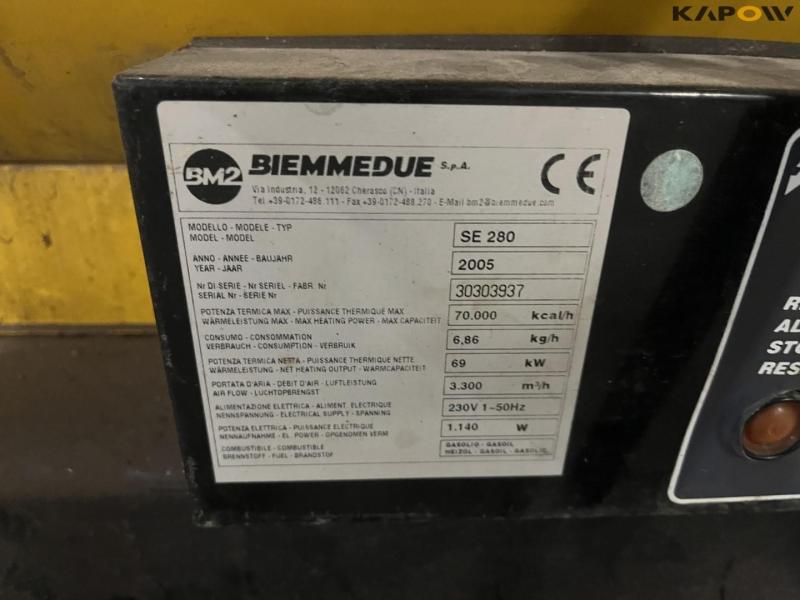 KAPOW
BM2 BIEMMEDUE S.p.A. CE
Via Industria, 12 - 12062 Cherasco (CN) - Italia
Tel. +39-0172-486.111 - Fax +39-0172-488.270 - E-Mail bm2@biemmedue.com
MODELLO - MODELE - TYP
MODEL - MODEL
SE 280
ANNO - ANNEE - BAUJAHR
YEAR - JAAR
2005
Nr DI SERIE - Nr SERIEL - FABR. Nr
SERIAL Nr - SERIE Nr
30303937
POTENZA TERMICA MAX - PUISSANCE THERMIQUE MAX
WÄRMELEISTUNG MAX - MAX HEATING POWER - MAX CAPACITEIT
70.000 kcal/h
CONSUMO - CONSOMMATION
VERBRAUCH - CONSUMPTION - VERBRUIK
6,86 kg/h
POTENZA TERMICA NETTA - PUISSANCE THERMIQUE NETTE
WÄRMELEISTUNG - NET HEATING OUTPUT - WARMCAPACITEIT
69 kW
PORTATA D'ARIA - DEBIT D'AIR - LUFTLEISTUNG
AIR FLOW - LUCHTOPBRENGST
3.300 m³/h
ALIMENTAZIONE ELETTRICA - ALIMENT. ELECTRIQUE
NENNSPANNUNG - ELECTRICAL SUPPLY - SPANNING
230V 1~50Hz
POTENZA ELETTRICA - PUISSANCE ELECTRIQUE
NENNAUFNAHME - EL. POWER - OPGENOMEN VERM
1.140 W
COMBUSTIBILE - COMBUSTIBLE
BRENNSTOFF - FUEL - BRANDSTOF
GASOLIO - GASOIL
HEIZOL - GASOIL - GASOLIO